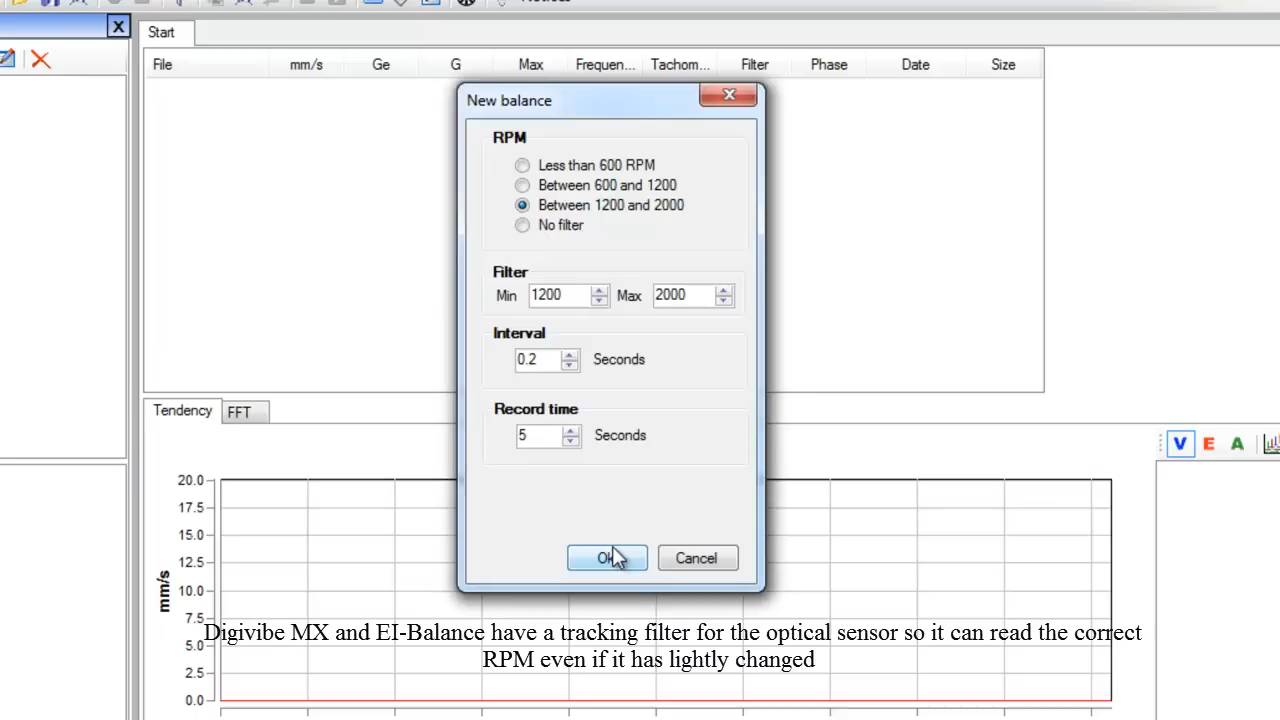 Start
File mm/s Ge G Max Frequen... Tachom... Filter Phase Date Size
New balance
RPM
Less than 600 RPM
Between 600 and 1200
Between 1200 and 2000
No filter
Filter
Min 1200 Max 2000
Interval
0.2 Seconds
Record time
5 Seconds
Ok Cancel
Tendency FFT
V E A
20.0
17.5
15.0
12.5
10.0
7.5
5.0
2.5
0.0
mm/s
Digivibe MX and EI-Balance have a tracking filter for the optical sensor so it can read the correct
RPM even if it has lightly changed